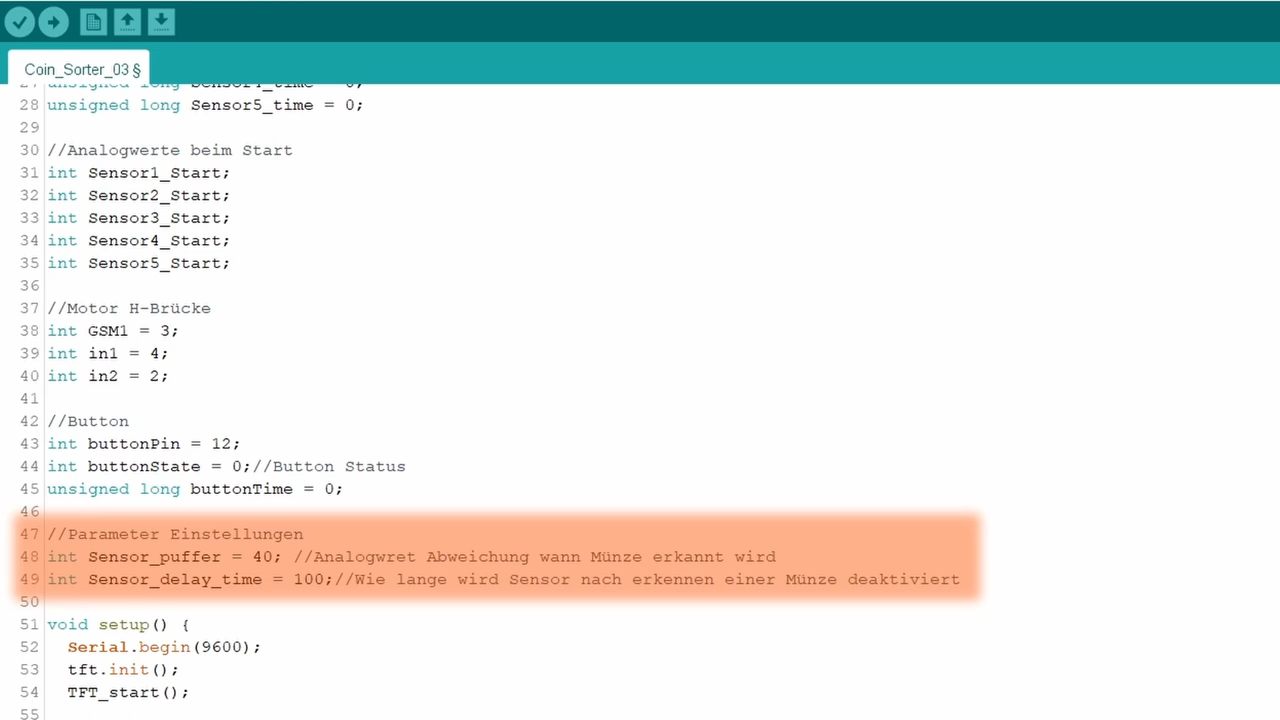 Coin_Sorter_03 §
27 unsigned long Sensor4_time = 0;
28 unsigned long Sensor5_time = 0;
29
30 //Analogwerte beim Start
31 int Sensor1_Start;
32 int Sensor2_Start;
33 int Sensor3_Start;
34 int Sensor4_Start;
35 int Sensor5_Start;
36
37 //Motor H-Brücke
38 int GSM1 = 3;
39 int in1 = 4;
40 int in2 = 2;
41
42 //Button
43 int buttonPin = 12;
44 int buttonState = 0;//Button Status
45 unsigned long buttonTime = 0;
46
47 //Parameter Einstellungen
48 int Sensor_puffer = 40; //Analogwret Abweichung wann Münze erkannt wird
49 int Sensor_delay_time = 100;//Wie lange wird Sensor nach erkennen einer Münze deaktiviert
50
51 void setup() {
52 Serial.begin(9600);
53 tft.init();
54 TFT_start();
55